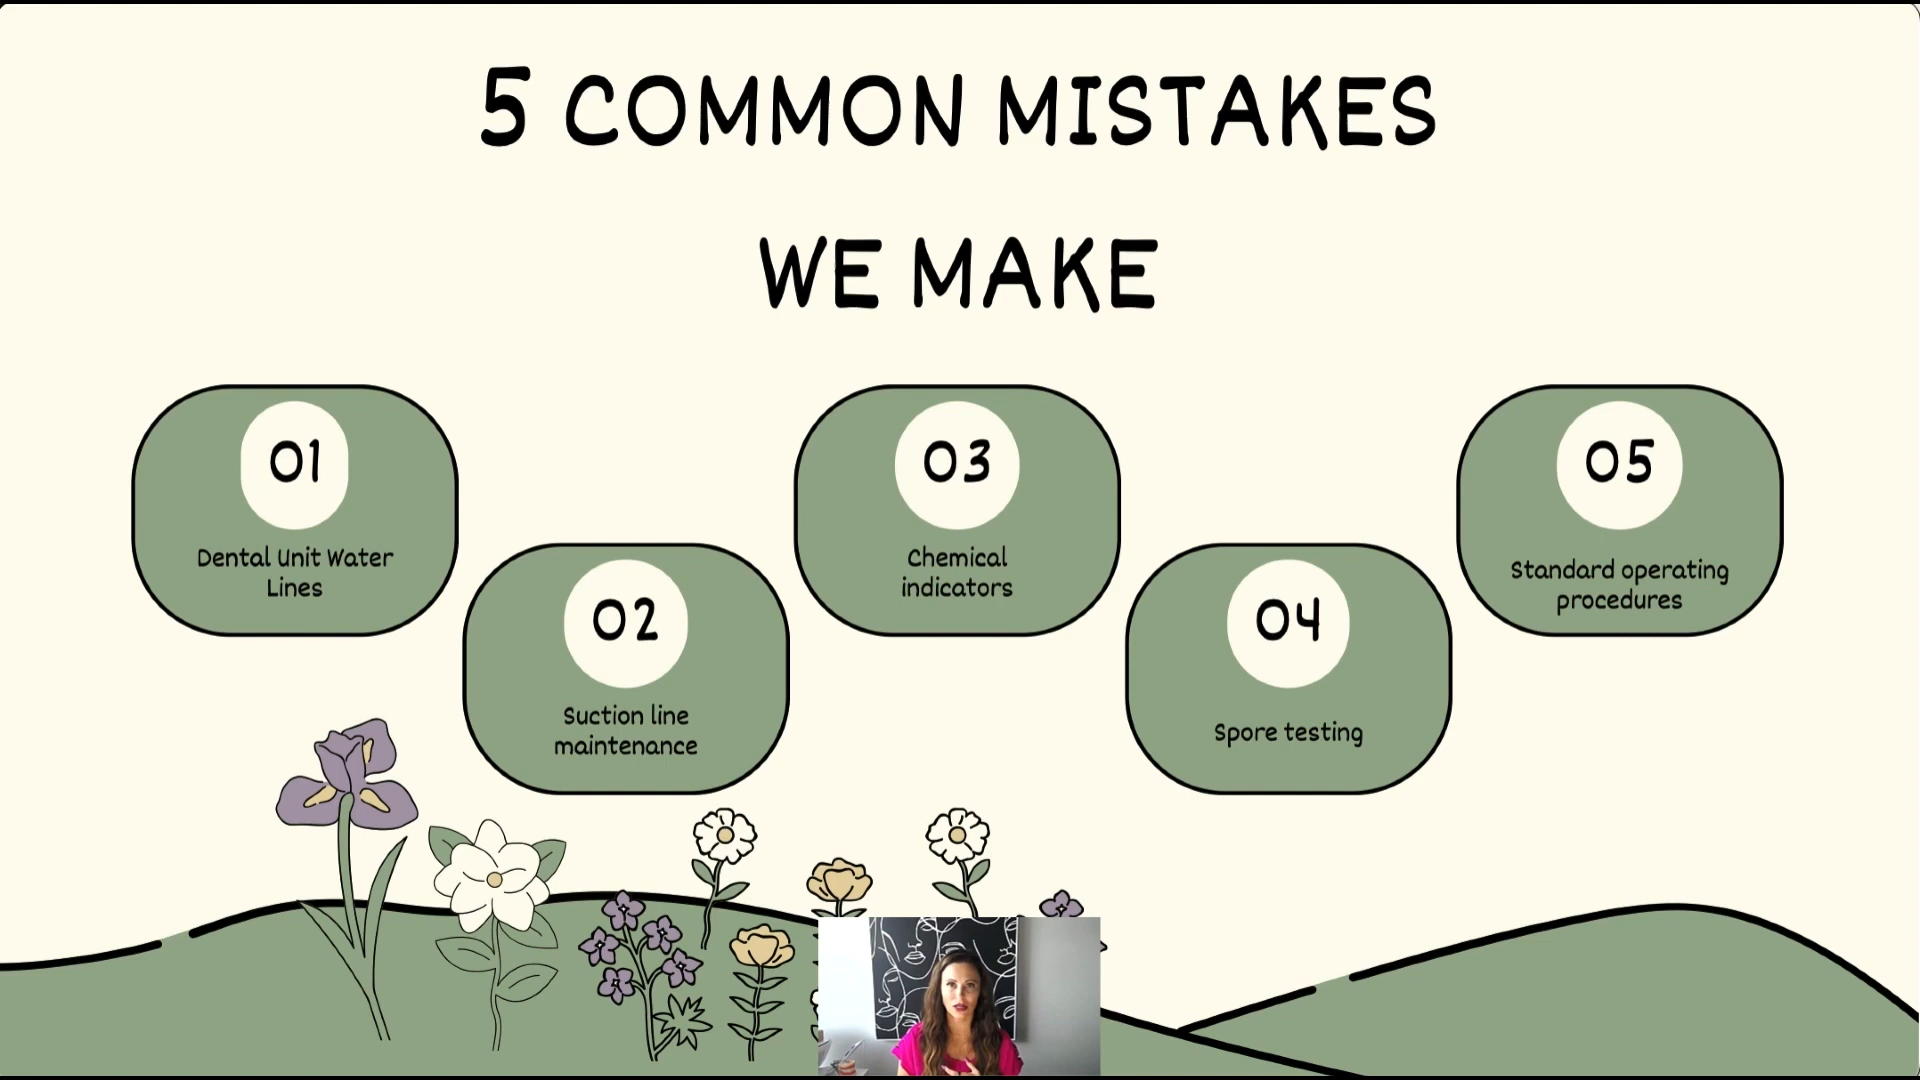 5 COMMON MISTAKES
WE MAKE
01
Dental Unit Water
Lines
02
Suction line
maintenance
03
Chemical
indicators
04
Spore testing
05
Standard operating
procedures